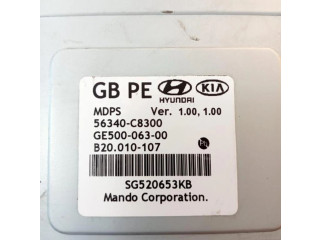 GB PE HYUNDAI KIA
MDPS Ver. 1.00, 1.00
56340-C8300
GE500-063-00
B20.010-107
SG520653KB
Mando Corporation.